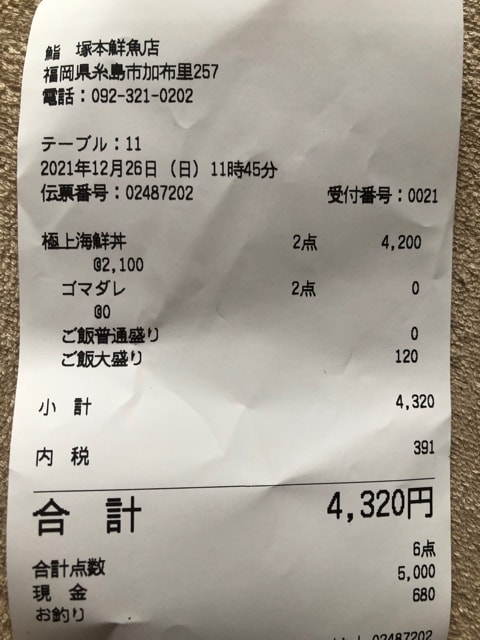 鮨 塚本鮮魚店
福岡県糸島市加布里257
電話：092-321-0202
テーブル：11
2021年12月26日（日）11時45分
伝票番号：02487202 受付番号：0021
極上海鮮丼 2点 4,200
@2,100
ゴマダレ 2点 0
@0
ご飯普通盛り 0
ご飯大盛り 120
小 計 4,320
内 税 391
合 計 4,320円
合計点数 6点
現 金 5,000
お釣り 680
02487202